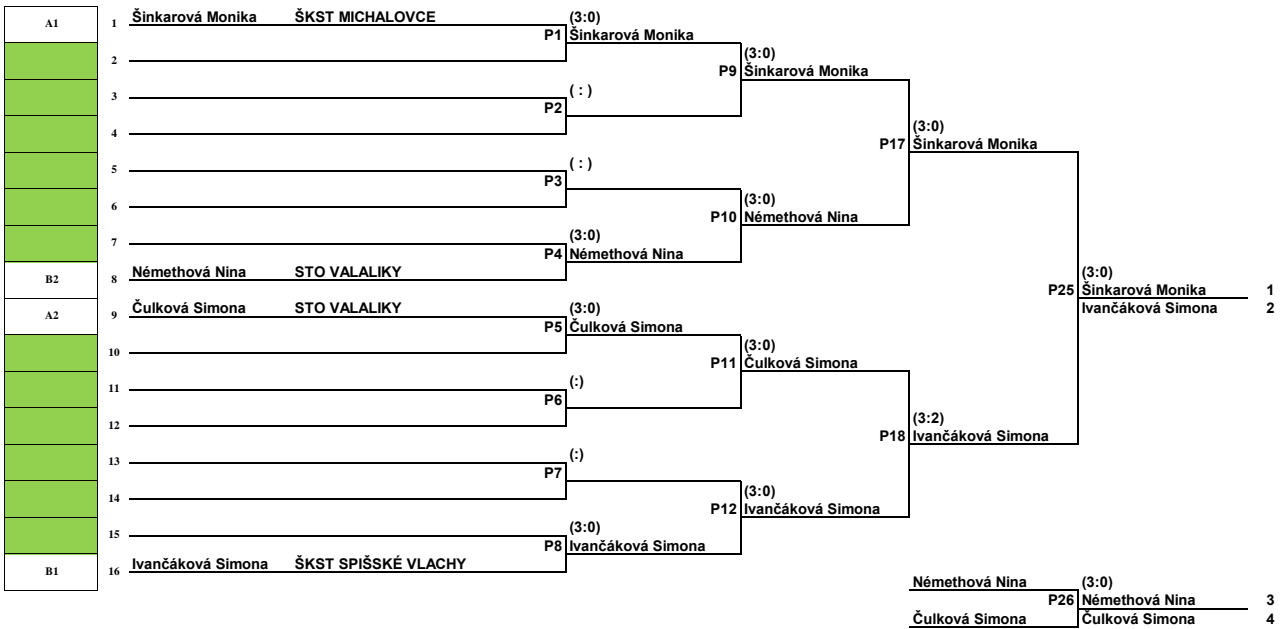 A1 1 Šinkarová Monika ŠKST MICHALOVCE (3:0)
P1 Šinkarová Monika
2 (3:0)
P9 Šinkarová Monika
3 ( : )
P2
4 (3:0)
P17 Šinkarová Monika
5 ( : )
P3
6 (3:0)
P10 Némethová Nina
7 (3:0)
P4 Némethová Nina
B2 8 Némethová Nina STO VALALIKY (3:0)
P25 Šinkarová Monika 1
A2 9 Čulková Simona STO VALALIKY (3:0) Ivančáková Simona 2
P5 Čulková Simona
10 (3:0)
P11 Čulková Simona
11 (:)
P6
12 (3:2)
P18 Ivančáková Simona
13 (:)
P7
14 (3:0)
P12 Ivančáková Simona
15 (3:0)
P8 Ivančáková Simona
B1 16 Ivančáková Simona ŠKST SPIŠSKÉ VLACHY
Némethová Nina (3:0)
P26 Némethová Nina 3
Čulková Simona Čulková Simona 4